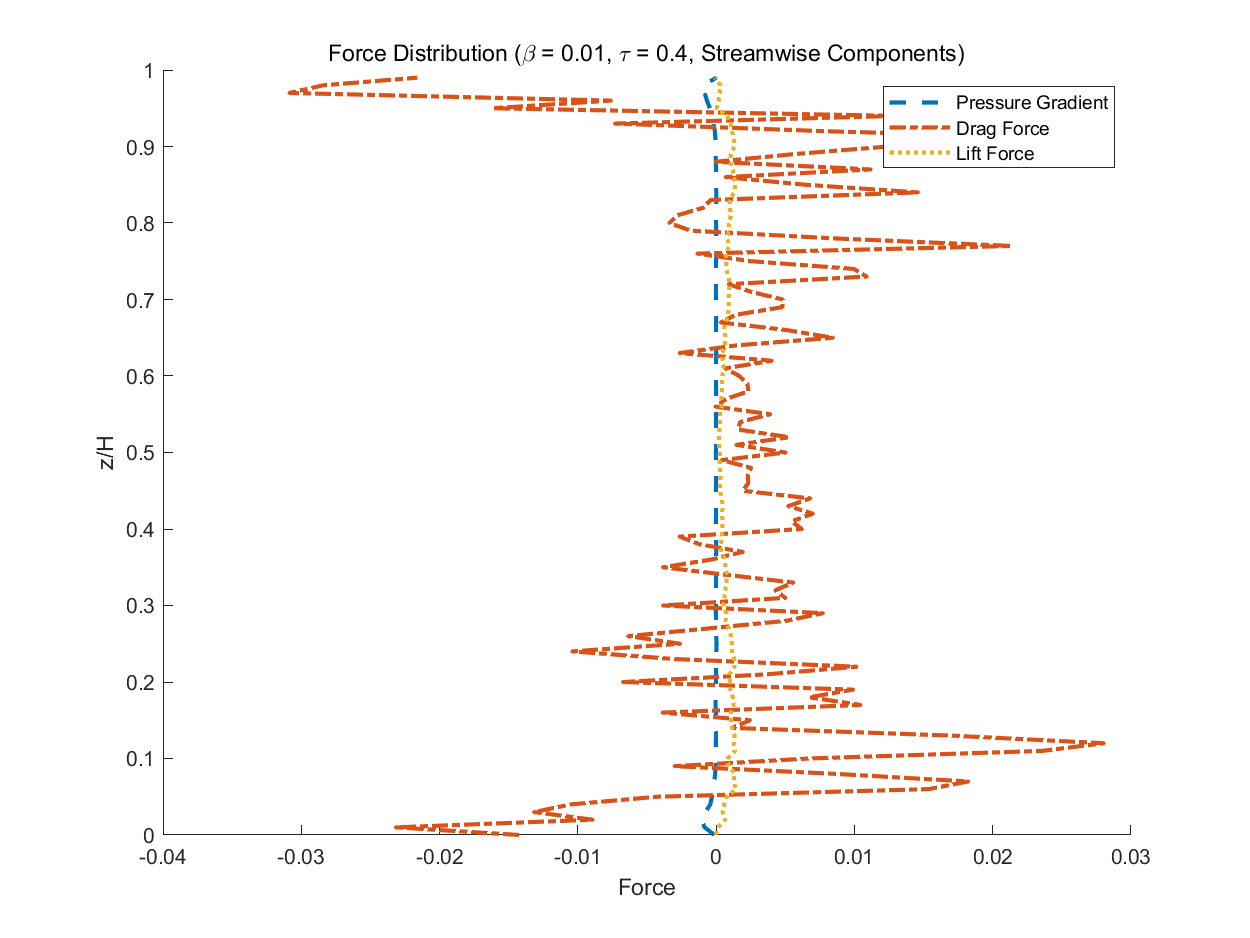 Force Distribution (β = 0.01, τ = 0.4, Streamwise Components)
Pressure Gradient
Drag Force
Lift Force
1
0.9
0.8
0.7
0.6
0.5
0.4
0.3
0.2
0.1
0
z/H
-0.04 -0.03 -0.02 -0.01 0 0.01 0.02 0.03
Force